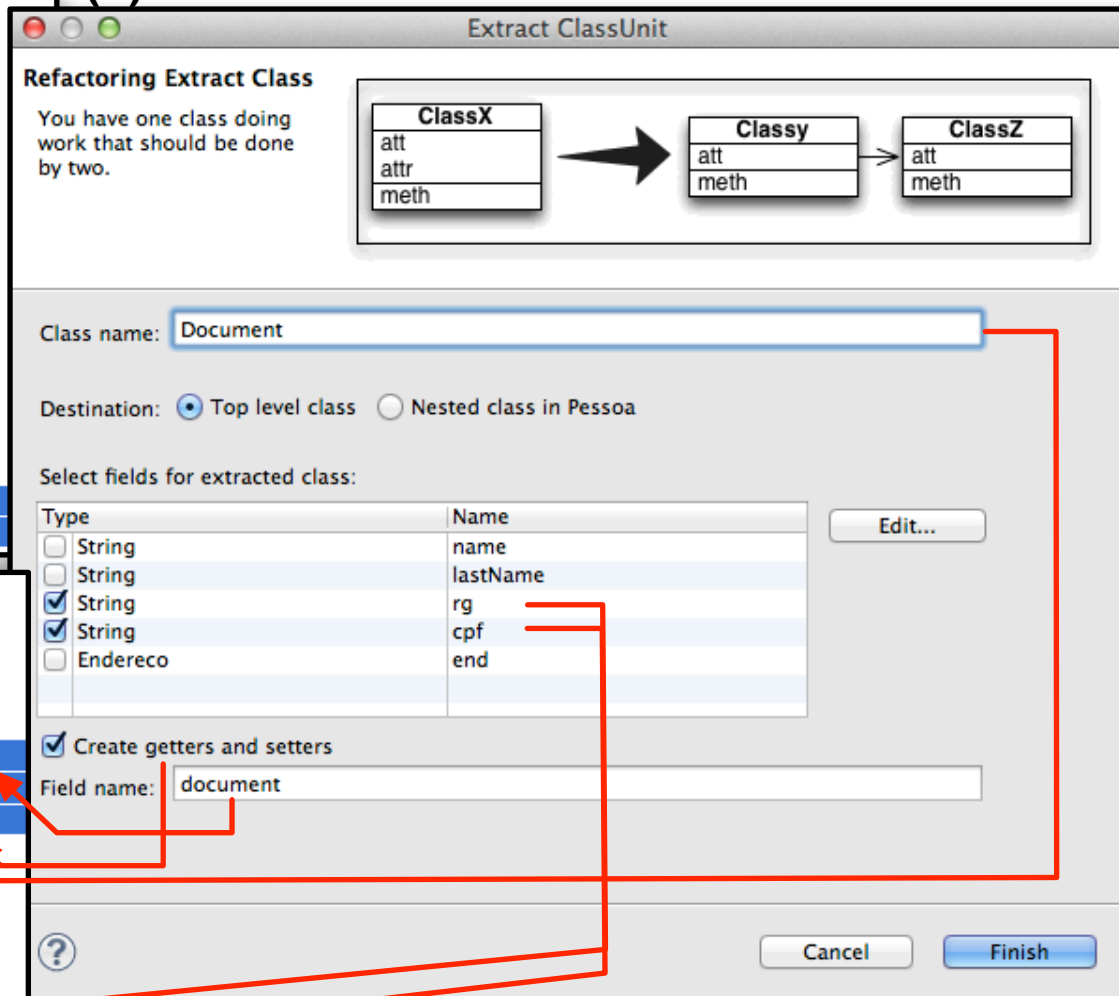 Extract ClassUnit
Refactoring Extract Class
You have one class doing
work that should be done
by two.
ClassX
att
attr
meth
Classy
att
meth
ClassZ
att
meth
Class name: Document
Destination: Top level class Nested class in Pessoa
Select fields for extracted class:
Type Name
String name
String lastName
String rg
String cpf
Endereco end
Edit...
Create getters and setters
Field name: document
?
Cancel Finish